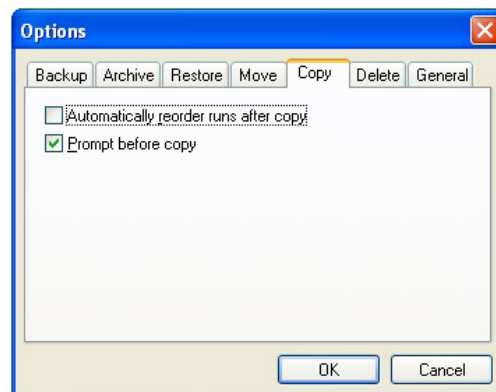 Options
Backup Archive Restore Move Copy Delete General
Automatically reorder runs after copy
Prompt before copy
OK Cancel